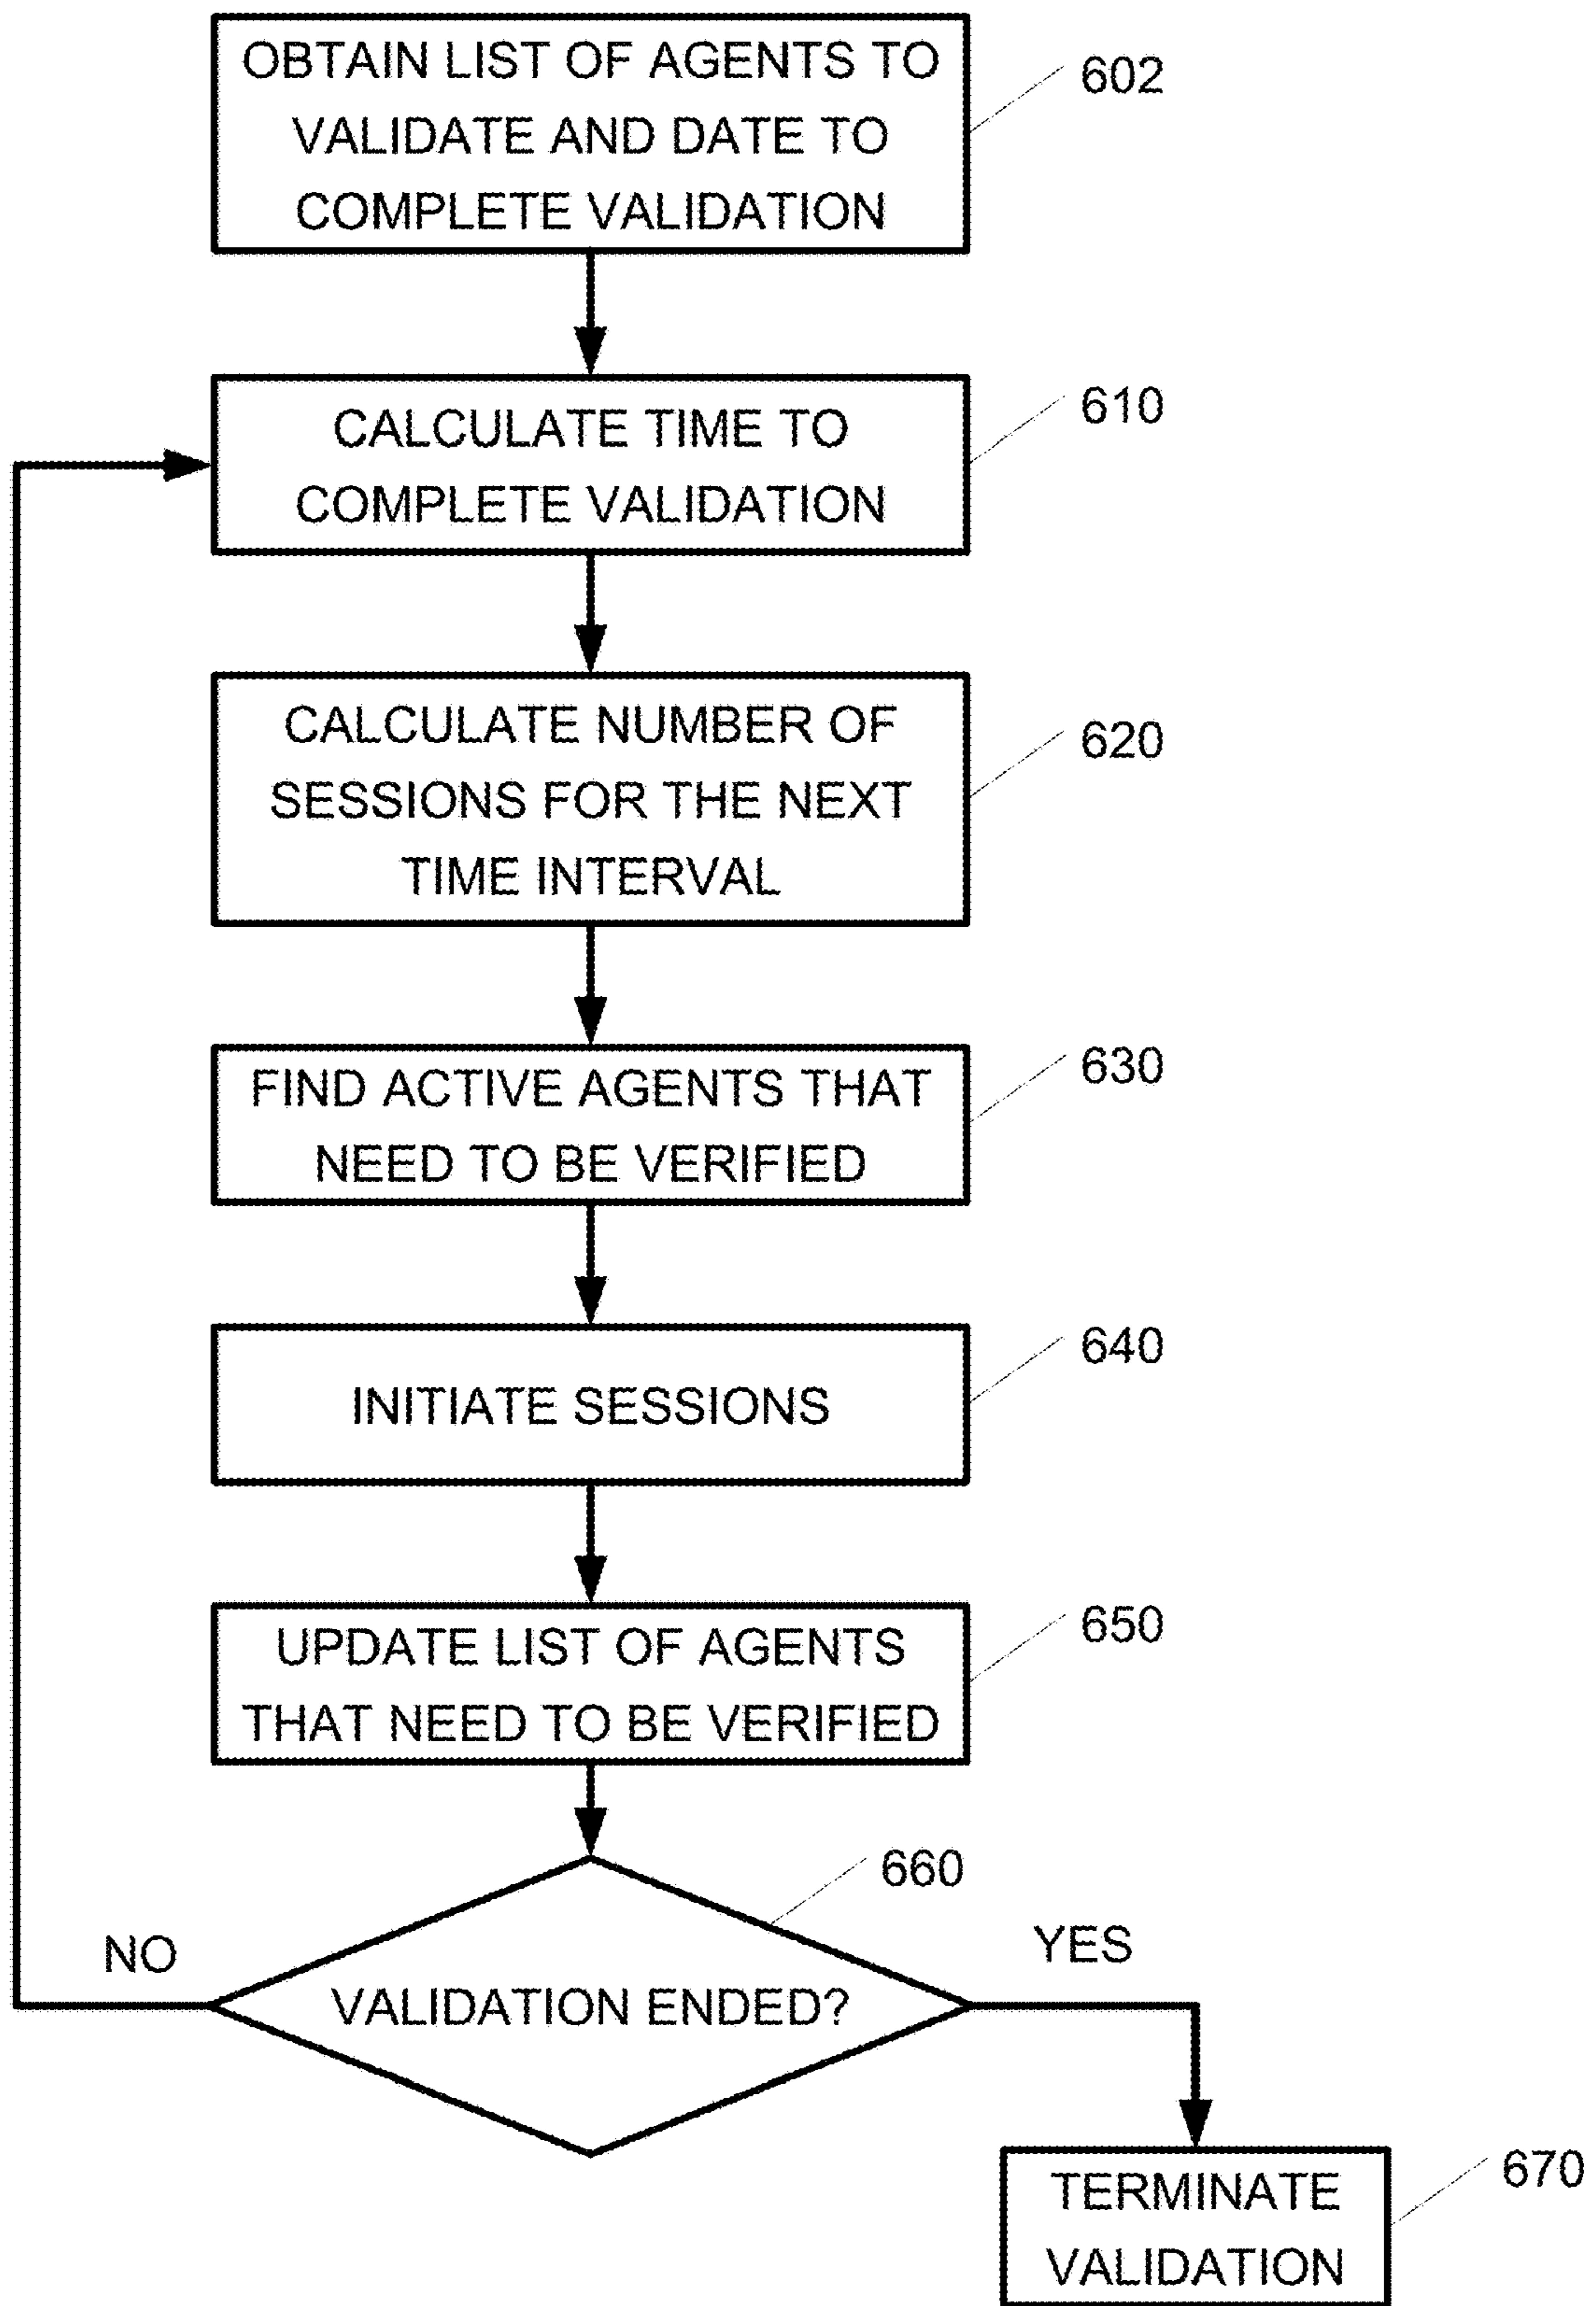 OBTAIN LIST OF AGENTS TO
VALIDATE AND DATE TO
COMPLETE VALIDATION
602
CALCULATE TIME TO
COMPLETE VALIDATION
610
CALCULATE NUMBER OF
SESSIONS FOR THE NEXT
TIME INTERVAL
620
FIND ACTIVE AGENTS THAT
NEED TO BE VERIFIED
630
INITIATE SESSIONS
640
UPDATE LIST OF AGENTS
THAT NEED TO BE VERIFIED
650
VALIDATION ENDED?
660
NO
YES
TERMINATE
VALIDATION
670